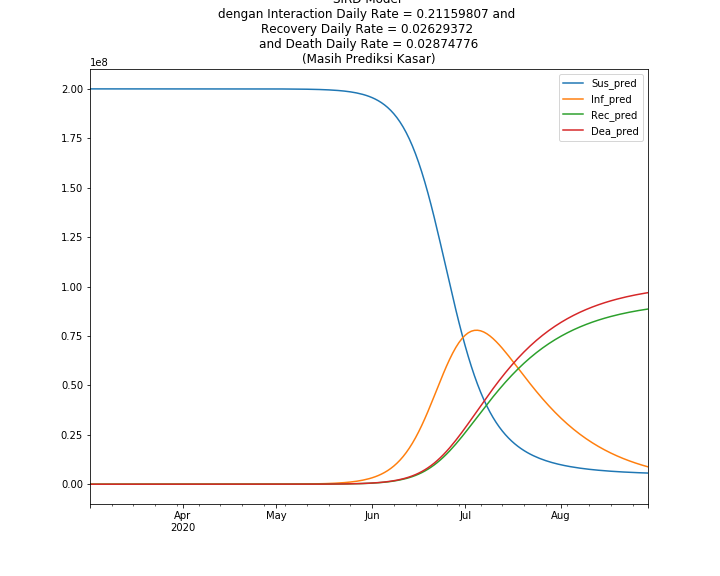 SIRD Model
dengan Interaction Daily Rate = 0.21159807 and
Recovery Daily Rate = 0.02629372
and Death Daily Rate = 0.02874776
(Masih Prediksi Kasar)
1e8
Sus_pred
Inf_pred
Rec_pred
Dea_pred
2.00
1.75
1.50
1.25
1.00
0.75
0.50
0.25
0.00
Apr
2020
May
Jun
Jul
Aug